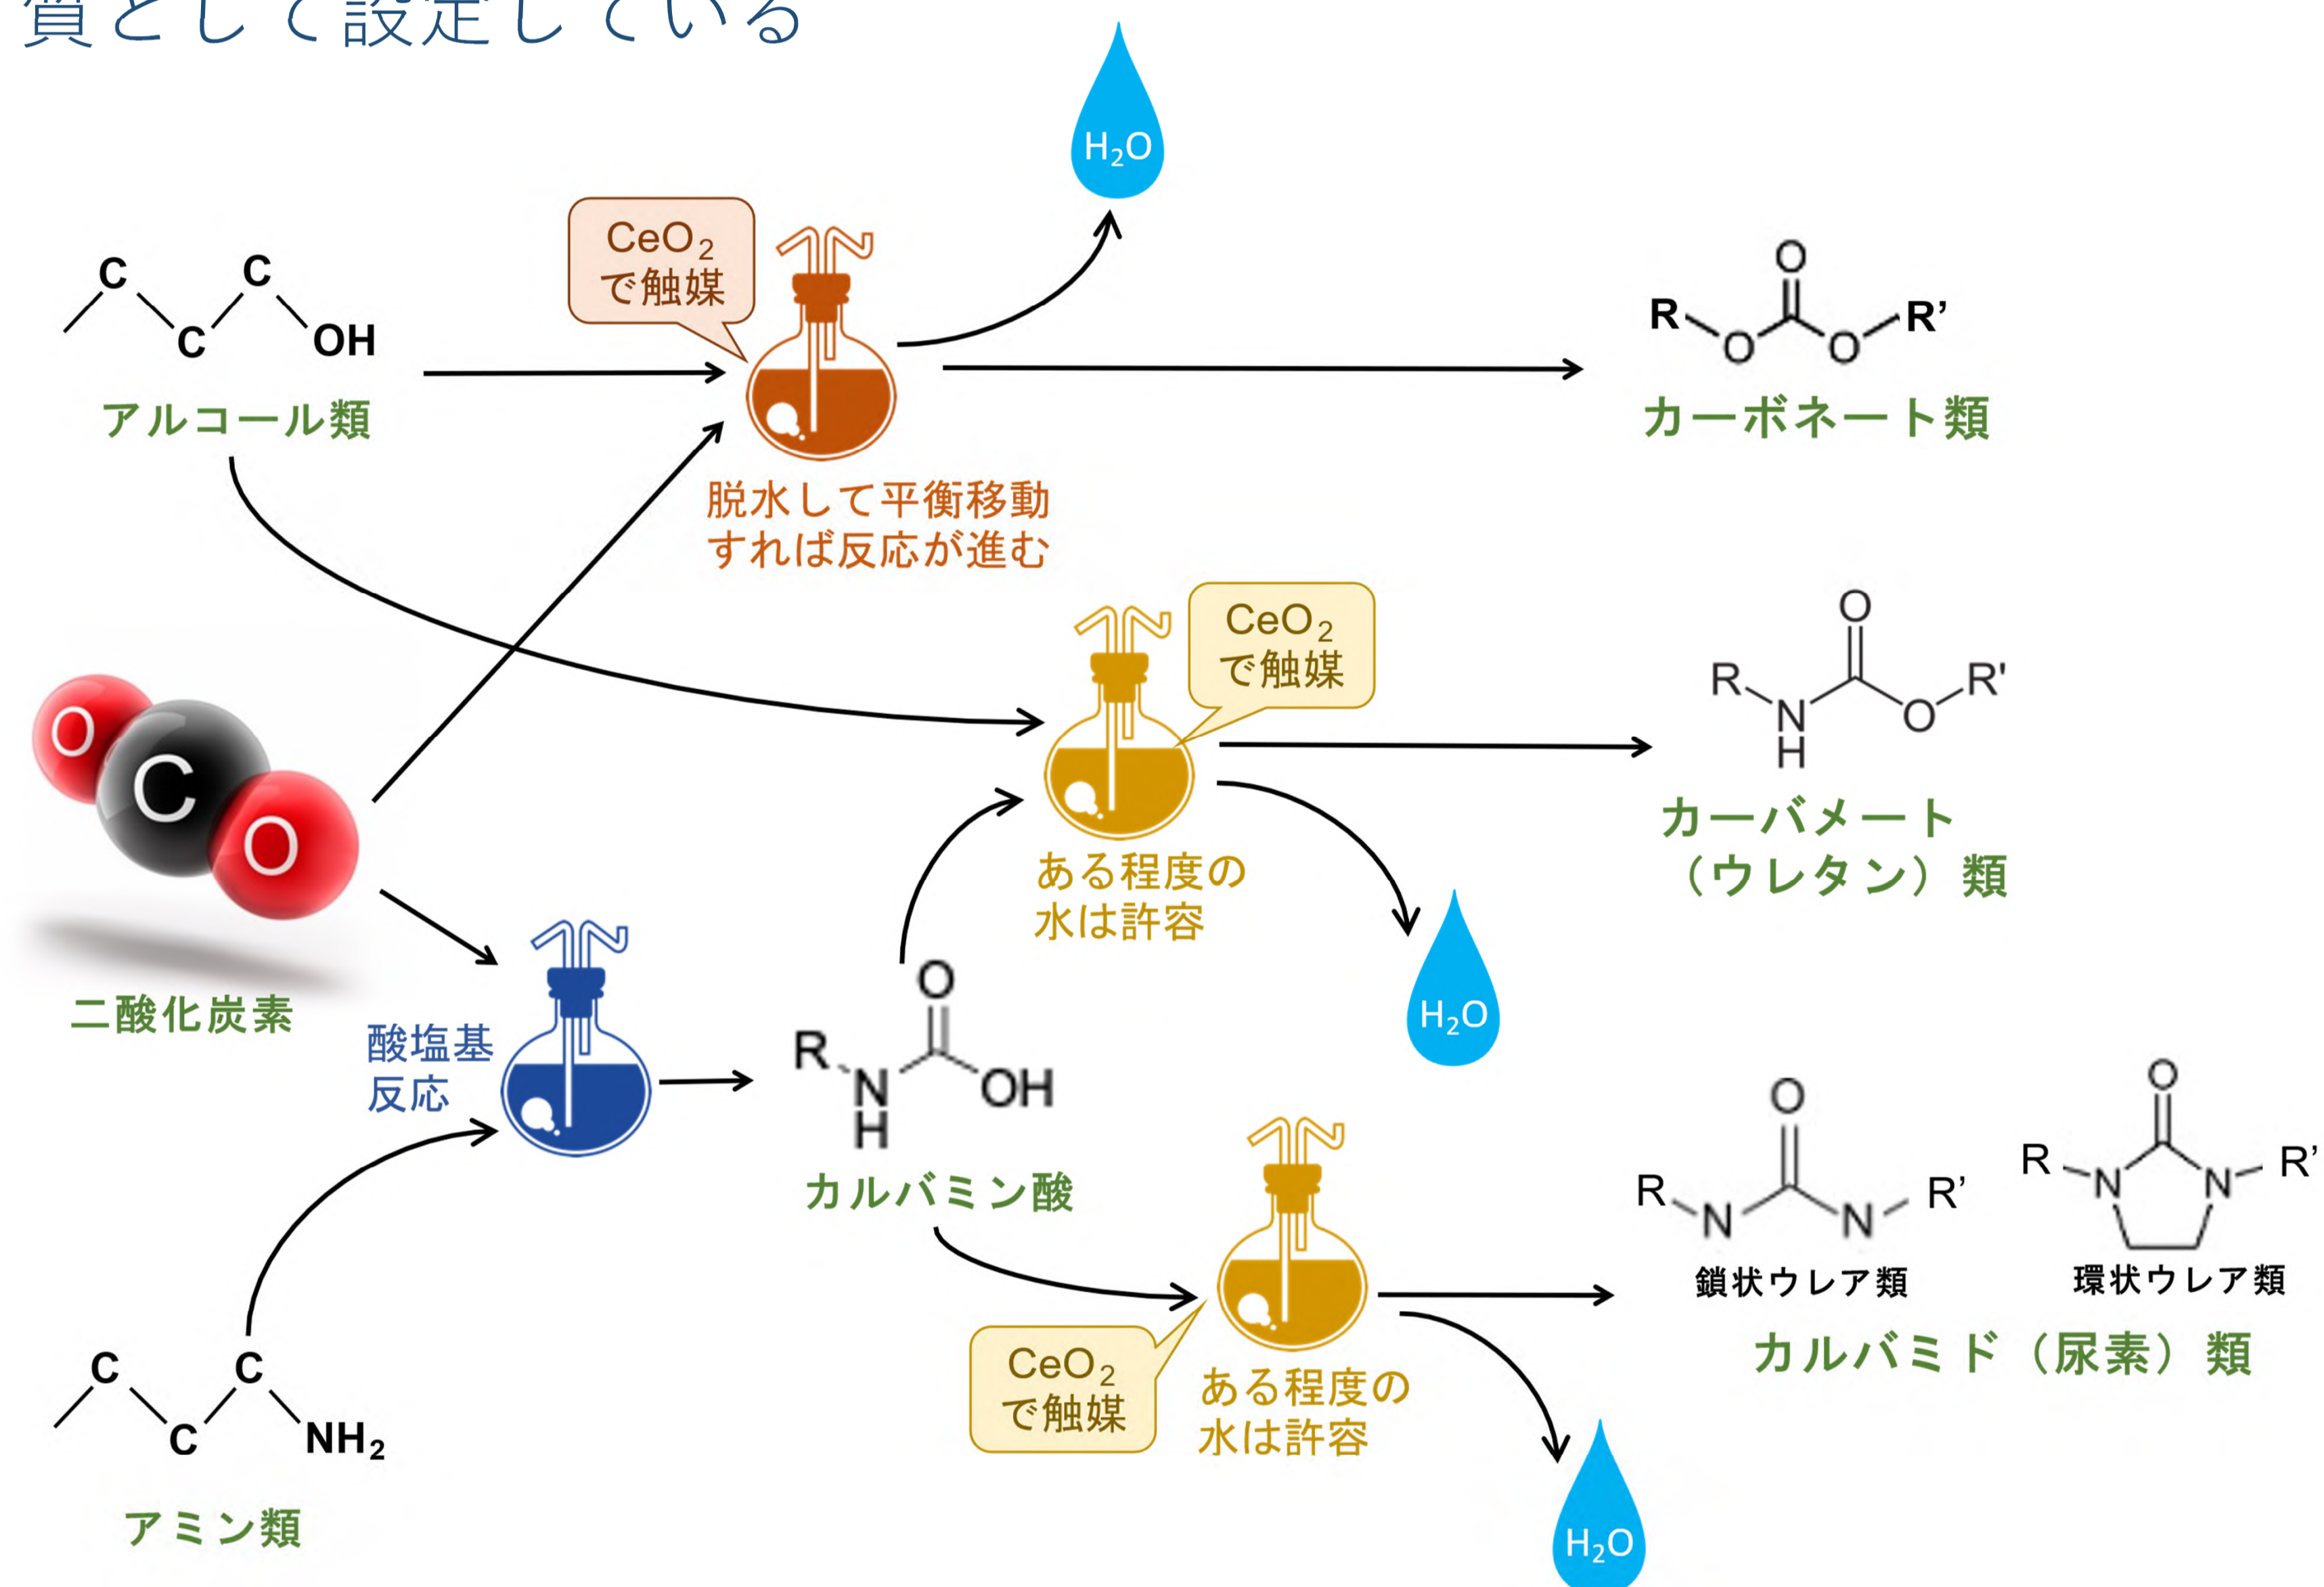 質として設定している
H₂O
CeO₂
で触媒
C
C
C
OH
アルコール類
脱水して平衡移動
すれば反応が進む
O
R
O
O
R’
カーボネート類
CeO₂
で触媒
O
C
O
二酸化炭素
ある程度の
水は許容
O
R
N
H
O
R'
カーバメート
（ウレタン）類
H₂O
酸塩基
反応
O
R
N
H
OH
カルバミン酸
C
C
C
NH₂
アミン類
CeO₂
で触媒
ある程度の
水は許容
O
R
N
N
R’
鎖状ウレア類
O
R
N
N
R’
環状ウレア類
カルバミド（尿素）類
H₂O